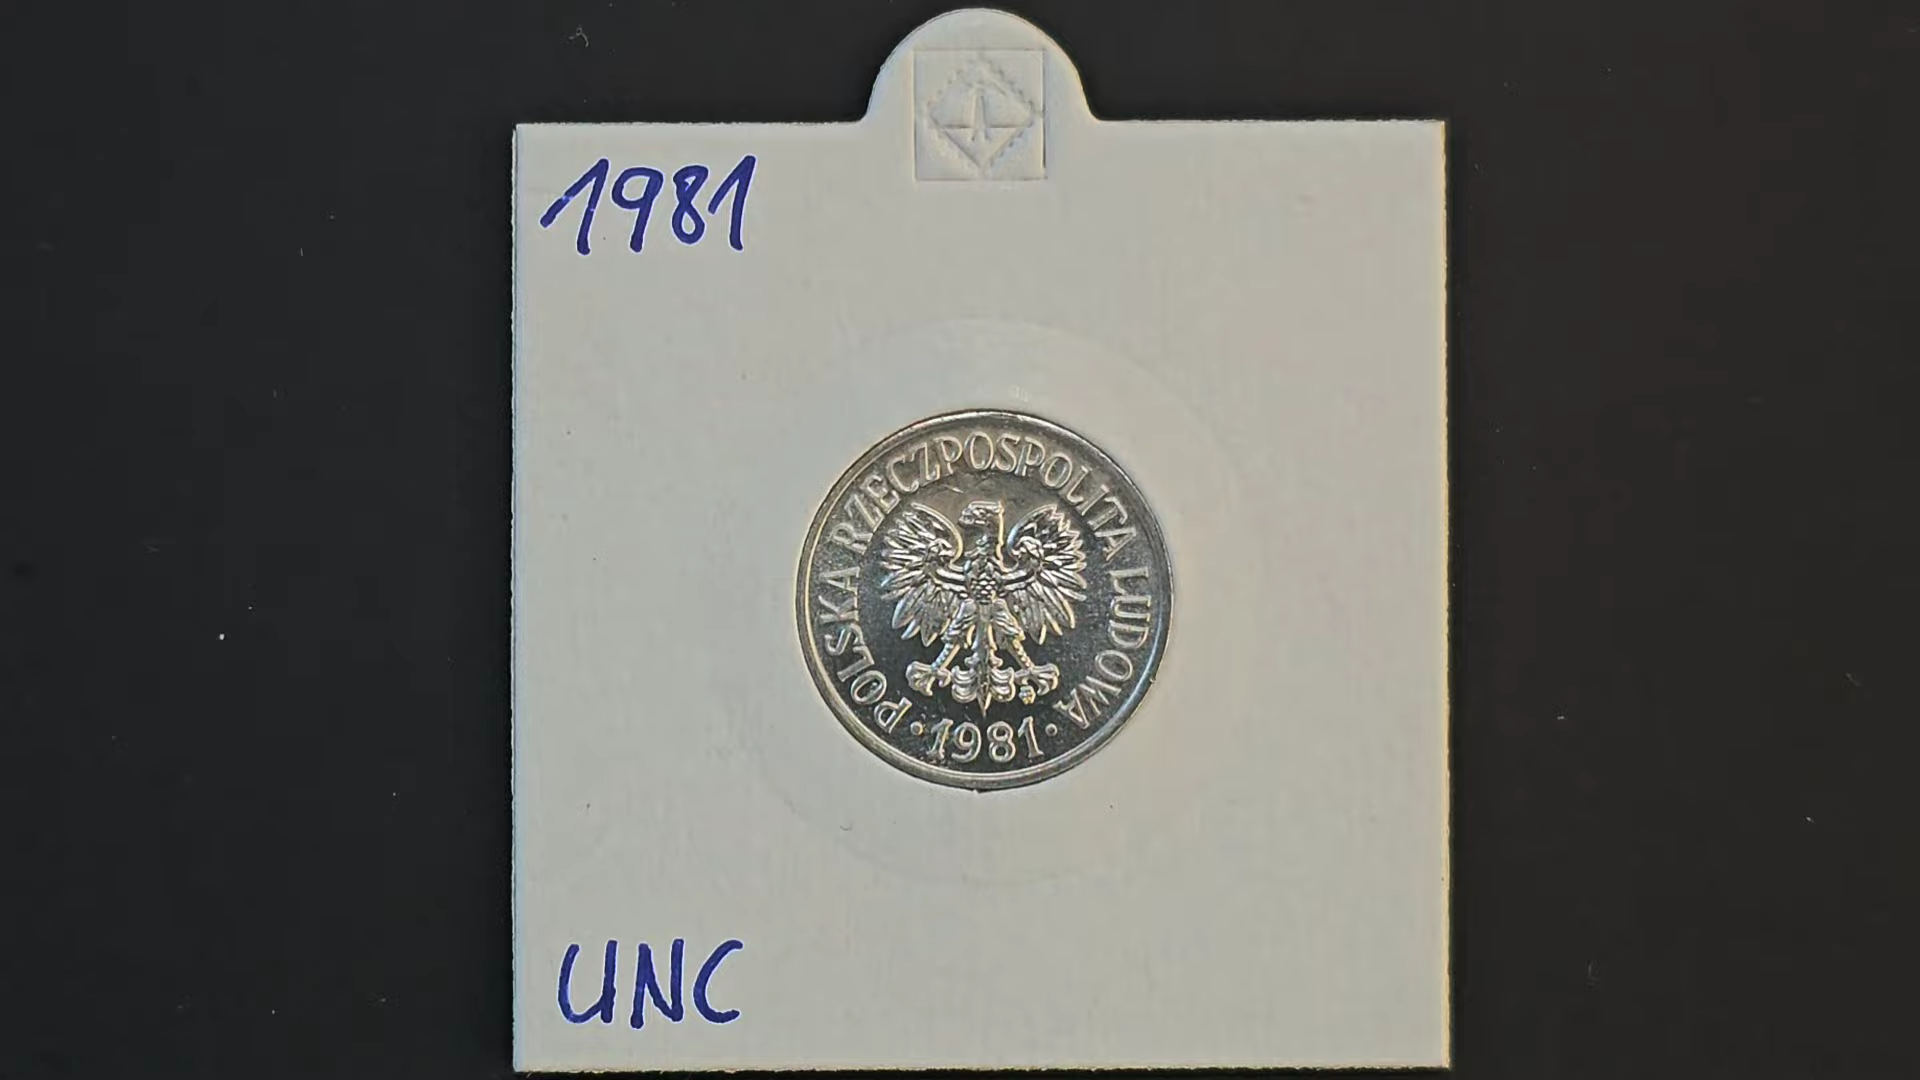 1981
POLSKA RZECZPOSPOLITA LUDOWA
· 1981 ·
UNC